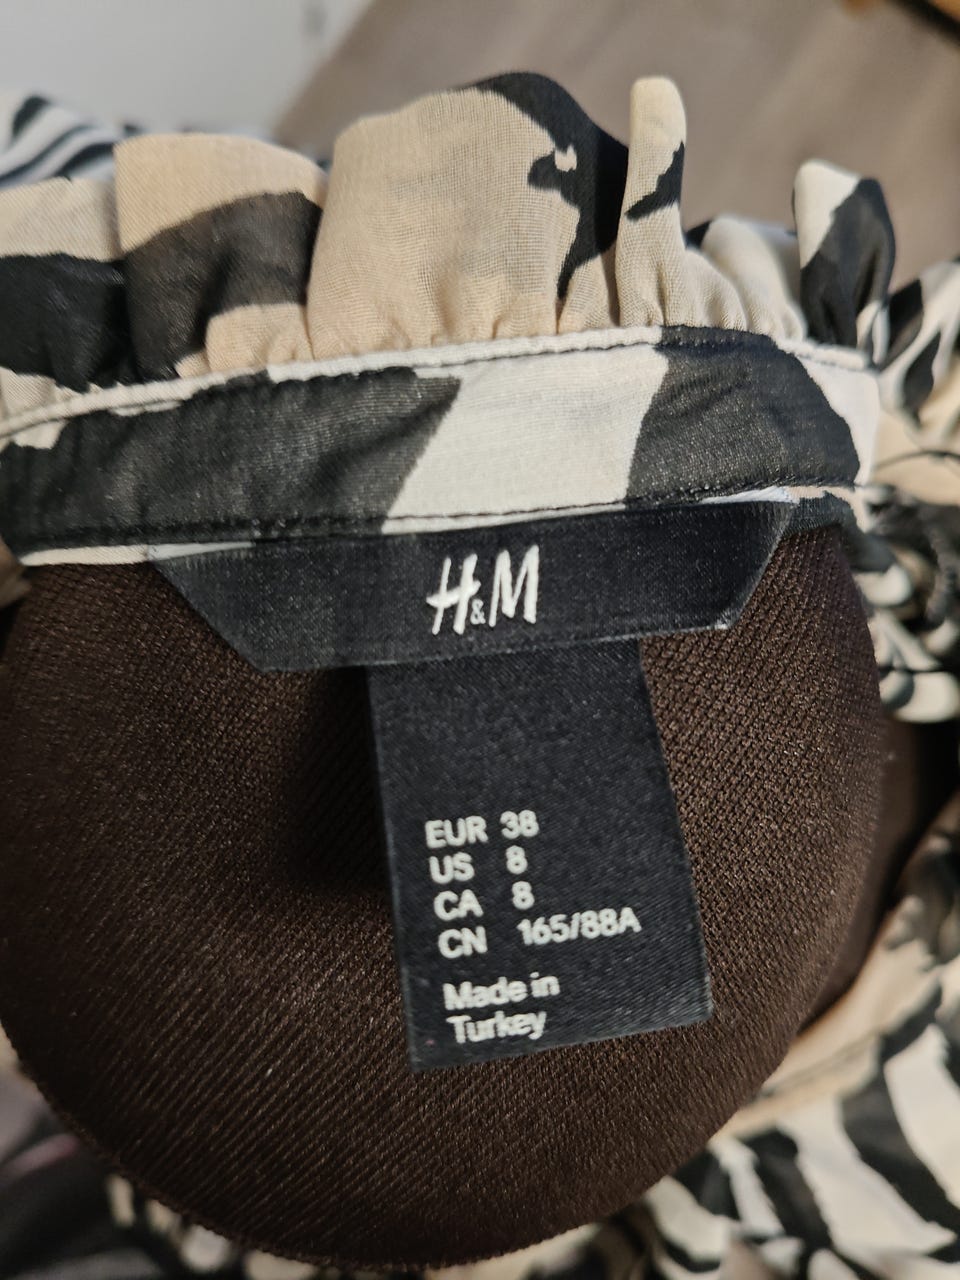 H&M
EUR 38
US 8
CA 8
CN 165/88A
Made in
Turkey